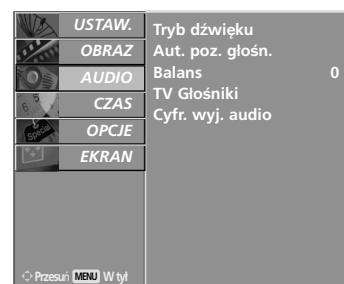 USTAW.
OBRAZ
AUDIO
CZAS
OPCJE
EKRAN
Tryb dźwięku
Aut. poz. głośn.
Balans 0
TV Głośniki
Cyfr. wyj. audio
Przesuń MENU W tył